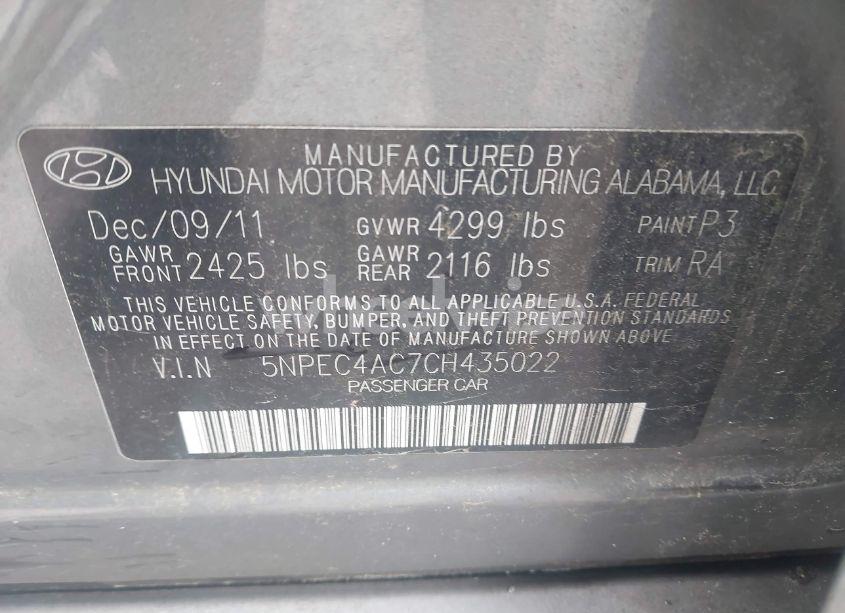 MANUFACTURED BY
HYUNDAI MOTOR MANUFACTURING ALABAMA, LLC
Dec/09/11 GVWR 4299 lbs PAINT P3
GAWR FRONT 2425 lbs GAWR REAR 2116 lbs TRIM RA
THIS VEHICLE CONFORMS TO ALL APPLICABLE U.S.A. FEDERAL
MOTOR VEHICLE SAFETY, BUMPER, AND THEFT PREVENTION STANDARDS
IN EFFECT ON THE DATE OF MANUFACTURE SHOWN ABOVE.
V.I.N 5NPEC4AC7CH435022
PASSENGER CAR